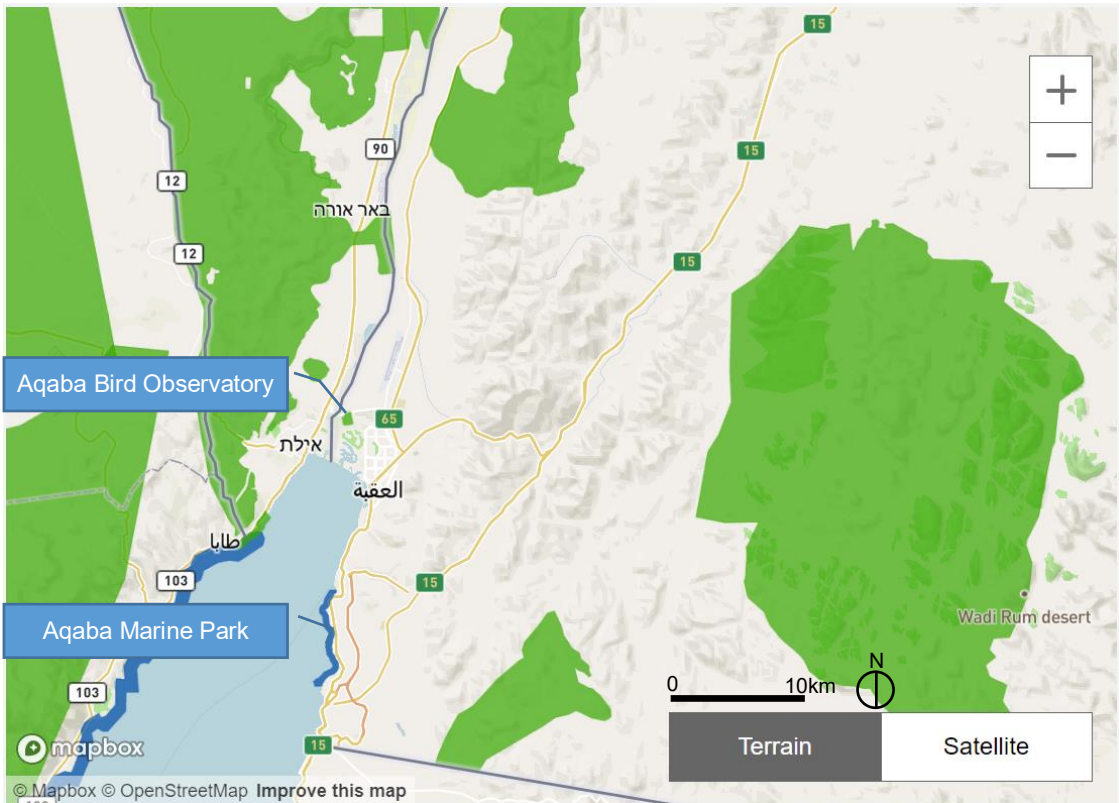 15
90
15
12
באר אורה
12
15
Aqaba Bird Observatory
65
אילת
العقبة
طابا
103
15
Wadi Rum desert
Aqaba Marine Park
N
0 10km
103
15
Terrain Satellite
mapbox
© Mapbox © OpenStreetMap Improve this map